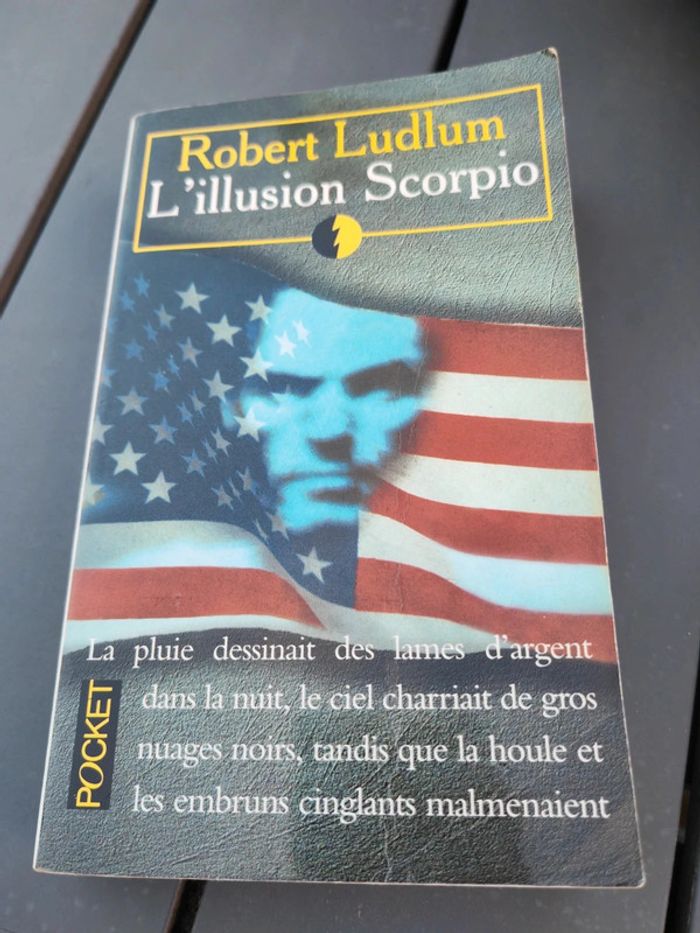 Robert Ludlum
L'illusion Scorpio
La pluie dessinait des lames d'argent
dans la nuit, le ciel charriait de gros
nuages noirs, tandis que la houle et
les embruns cinglants malmenaient
POCKET